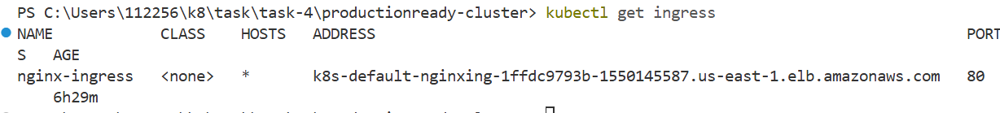 PS C:\Users\112256\k8\task\task-4\productionready-cluster> kubectl get ingress
NAME CLASS HOSTS ADDRESS PORT
S AGE
nginx-ingress <none> * k8s-default-nginxing-1ffdc9793b-1550145587.us-east-1.elb.amazonaws.com 80
6h29m